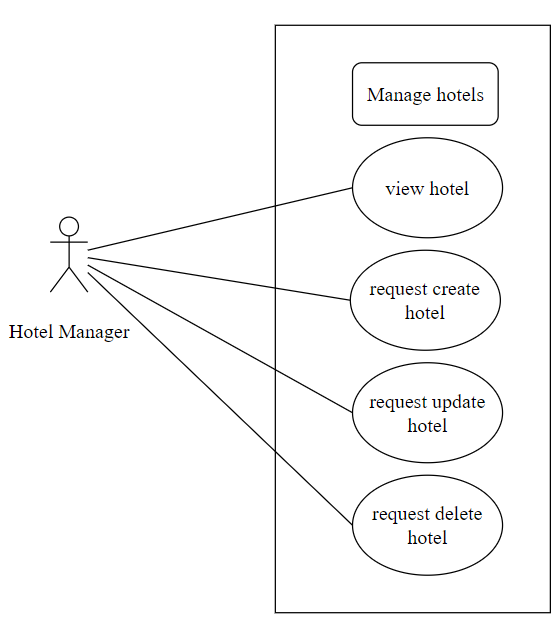 Manage hotels
view hotel
request create
hotel
Hotel Manager
request update
hotel
request delete
hotel